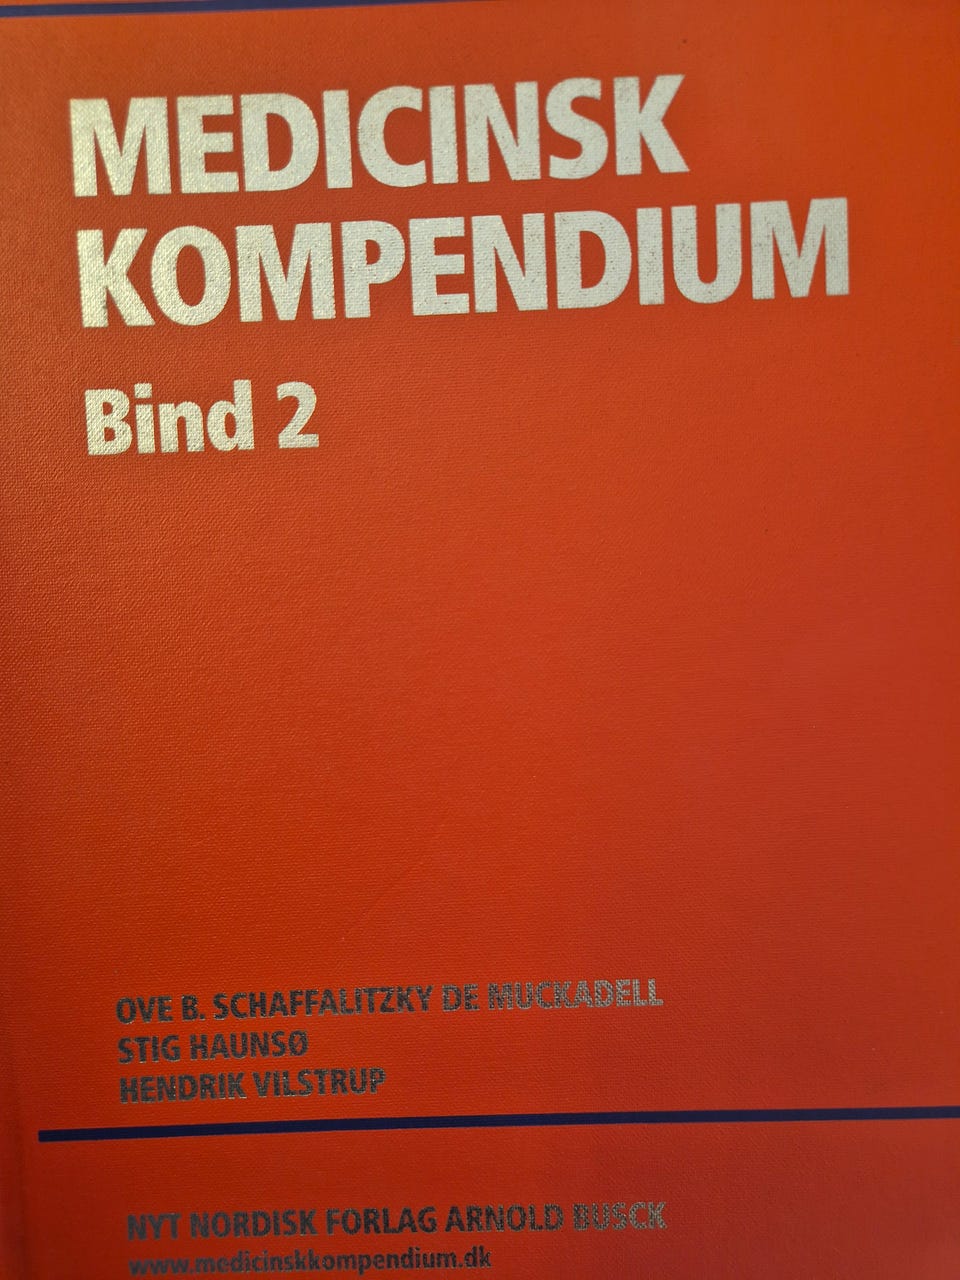 MEDICINSK
KOMPENDIUM
Bind 2
OVE B. SCHAFFALITZKY DE MUCKADELL
STIG HAUNSØ
HENDRIK VILSTRUP
NYT NORDISK FORLAG ARNOLD BUSCK
www.medicinskkompendium.dk